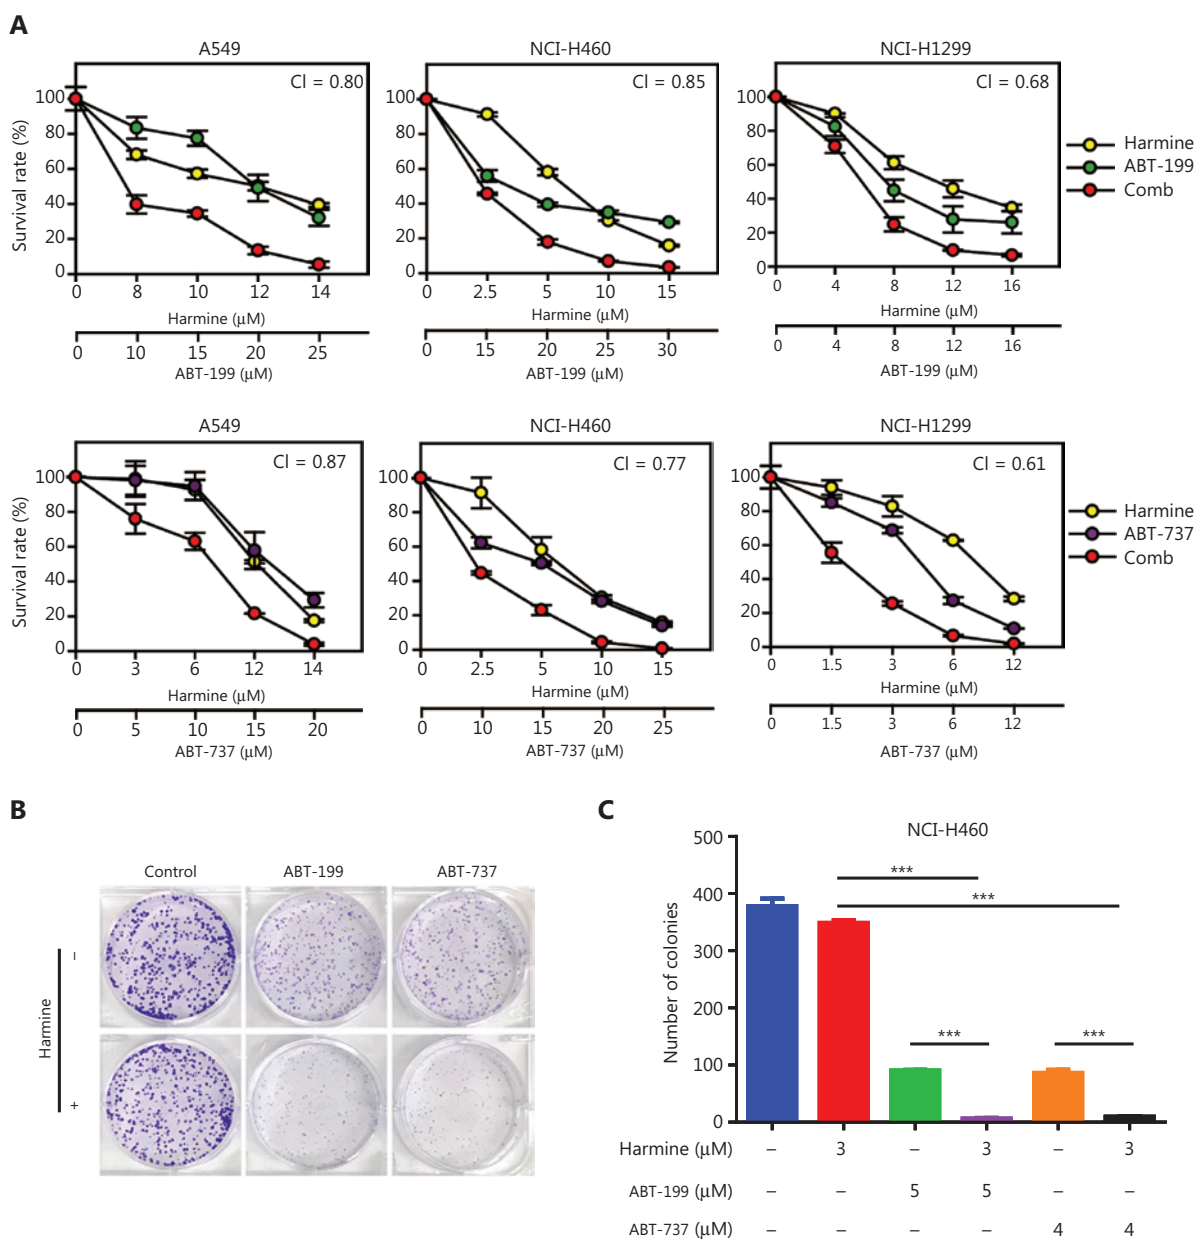 A
A549
NCI-H460
NCI-H1299
Survival rate (%)
CI = 0.80
CI = 0.85
CI = 0.68
100
80
60
40
20
0
100
80
60
40
20
0
100
80
60
40
20
0
0 8 10 12 14
0 2.5 5 10 15
0 4 8 12 16
Harmine (μM)
Harmine (μM)
Harmine (μM)
0 10 15 20 25
0 15 20 25 30
0 4 8 12 16
ABT-199 (μM)
ABT-199 (μM)
ABT-199 (μM)
Harmine
ABT-199
Comb
A549
NCI-H460
NCI-H1299
Survival rate (%)
CI = 0.87
CI = 0.77
CI = 0.61
100
80
60
40
20
0
100
80
60
40
20
0
100
80
60
40
20
0
0 3 6 12 14
0 2.5 5 10 15
0 1.5 3 6 12
Harmine (μM)
Harmine (μM)
Harmine (μM)
0 5 10 15 20
0 10 15 20 25
0 1.5 3 6 12
ABT-737 (μM)
ABT-737 (μM)
ABT-737 (μM)
Harmine
ABT-737
Comb
B
Control ABT-199 ABT-737
Harmine
–
+
C
NCI-H460
Number of colonies
500
400
300
200
100
0
***
***
***
***
Harmine (μM) – 3 – 3 – 3
ABT-199 (μM) – – 5 5 – –
ABT-737 (μM) – – – – 4 4